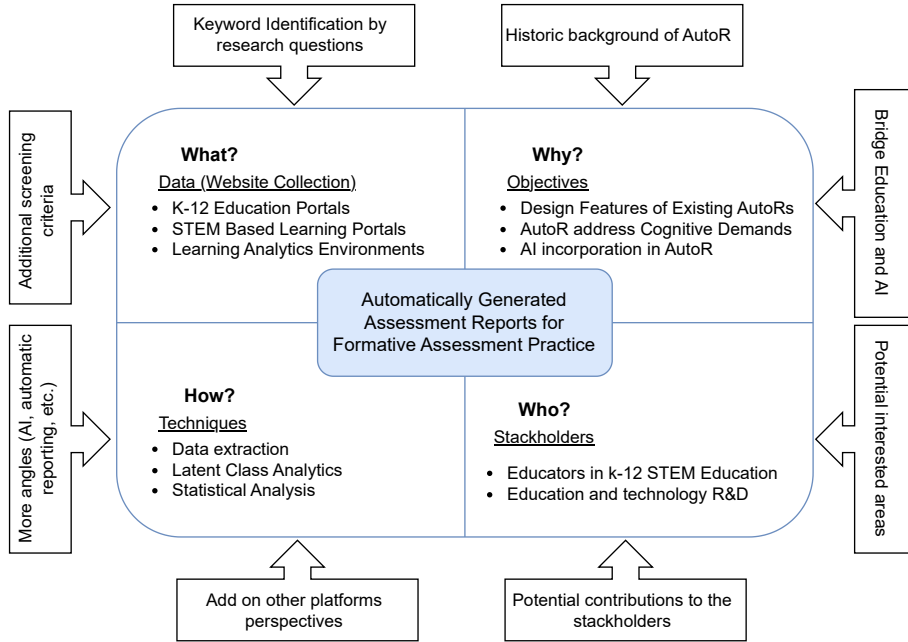 Keyword Identification by
research questions
Historic background of AutoR
Additional screening
criteria
What?
Data (Website Collection)
• K-12 Education Portals
• STEM Based Learning Portals
• Learning Analytics Environments
Why?
Objectives
• Design Features of Existing AutoRs
• AutoR address Cognitive Demands
• AI incorporation in AutoR
Bridge Education and AI
Automatically Generated
Assessment Reports for
Formative Assessment Practice
More angles (AI, automatic
reporting, etc.)
How?
Techniques
• Data extraction
• Latent Class Analytics
• Statistical Analysis
Who?
Stackholders
• Educators in k-12 STEM Education
• Education and technology R&D
Potential interested
areas
Add on other platforms
perspectives
Potential contributions to the
stackholders